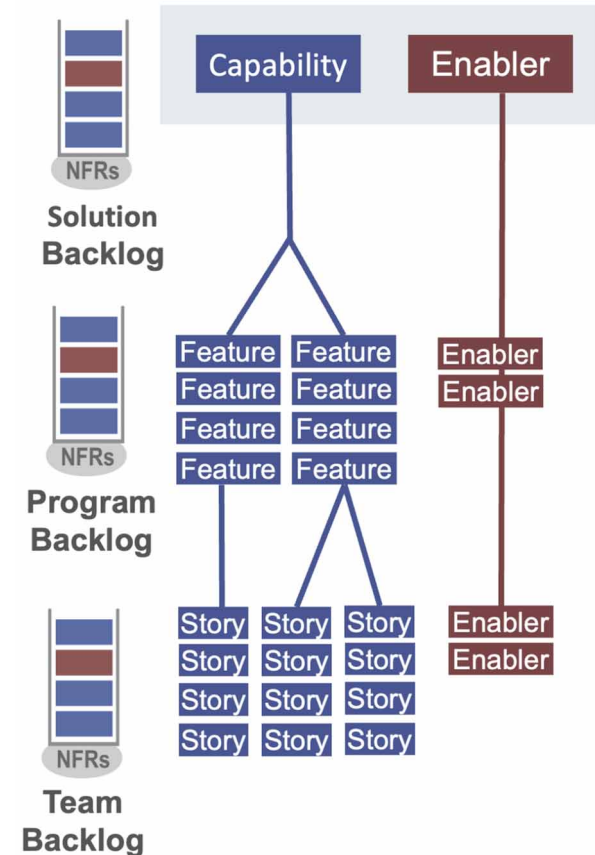 Capability Enabler
NFRs
Solution
Backlog
Feature Feature Enabler
Feature Feature Enabler
Feature Feature
Feature Feature
NFRs
Program
Backlog
Story Story Story Enabler
Story Story Story Enabler
Story Story Story
Story Story Story
NFRs
Team
Backlog